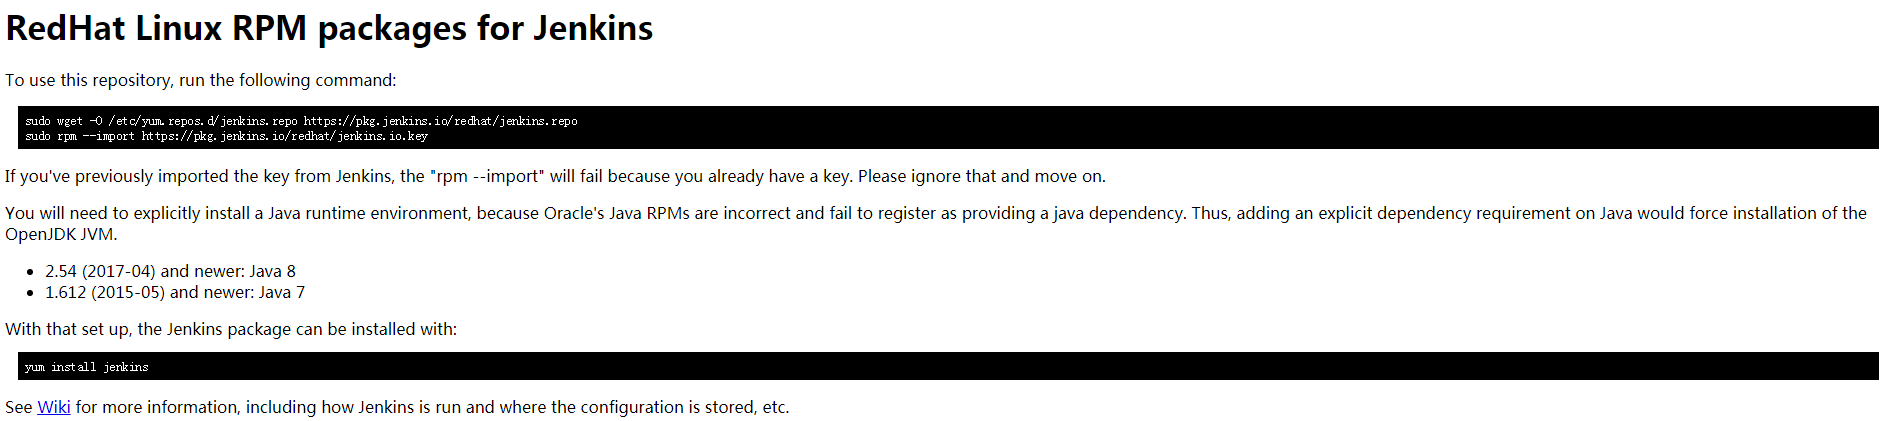 RedHat Linux RPM packages for Jenkins
To use this repository, run the following command:
sudo wget -O /etc/yum.repos.d/jenkins.repo https://pkg.jenkins.io/redhat/jenkins.repo
sudo rpm --import https://pkg.jenkins.io/redhat/jenkins.io.key
If you've previously imported the key from Jenkins, the "rpm --import" will fail because you already have a key. Please ignore that and move on.
You will need to explicitly install a Java runtime environment, because Oracle's Java RPMs are incorrect and fail to register as providing a java dependency. Thus, adding an explicit dependency requirement on Java would force installation of the
OpenJDK JVM.
• 2.54 (2017-04) and newer: Java 8
• 1.612 (2015-05) and newer: Java 7
With that set up, the Jenkins package can be installed with:
yum install jenkins
See Wiki for more information, including how Jenkins is run and where the configuration is stored, etc.